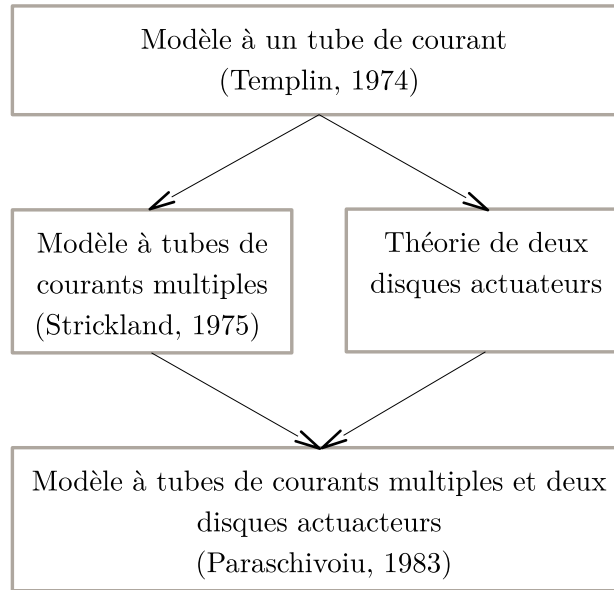 Modèle à un tube de courant
(Templin, 1974)
Modèle à tubes de
courants multiples
(Strickland, 1975)
Théorie de deux
disques actuateurs
Modèle à tubes de courants multiples et deux
disques actuacteurs
(Paraschivoiu, 1983)